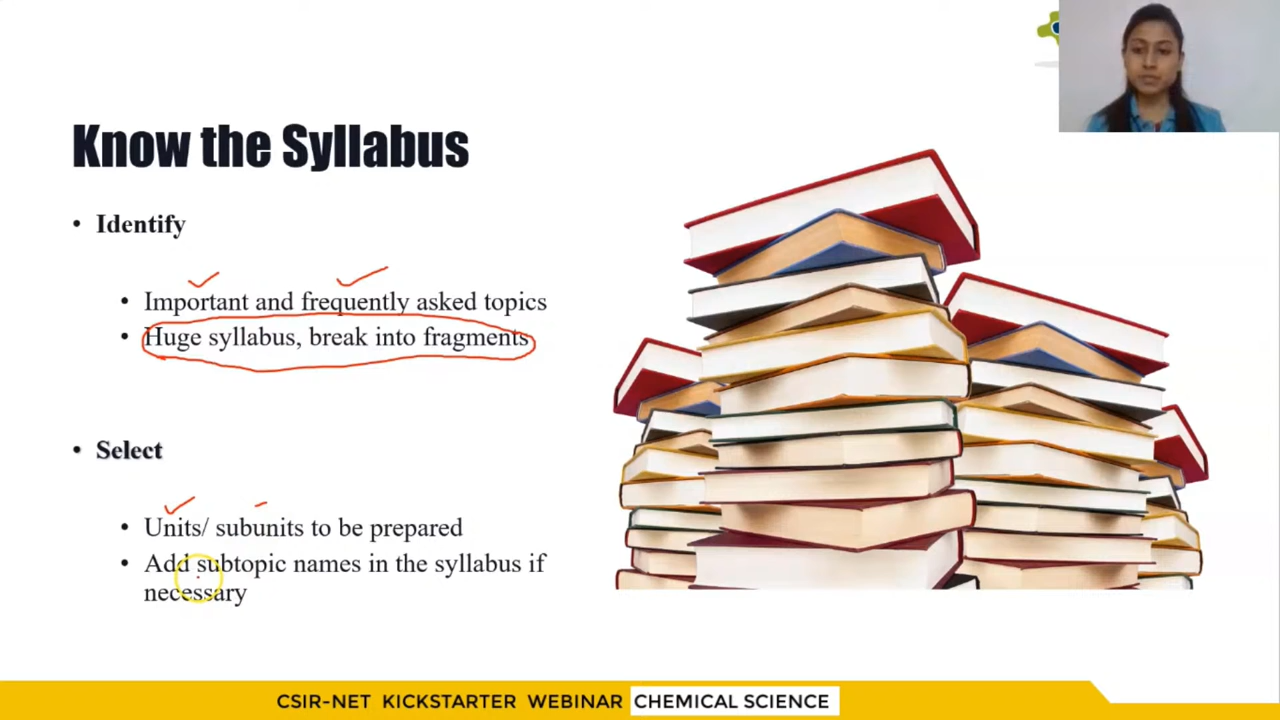 Know the Syllabus
• Identify
• Important and frequently asked topics
• Huge syllabus, break into fragments
• Select
• Units/ subunits to be prepared
• Add subtopic names in the syllabus if
necessary
CSIR-NET KICKSTARTER WEBINAR CHEMICAL SCIENCE